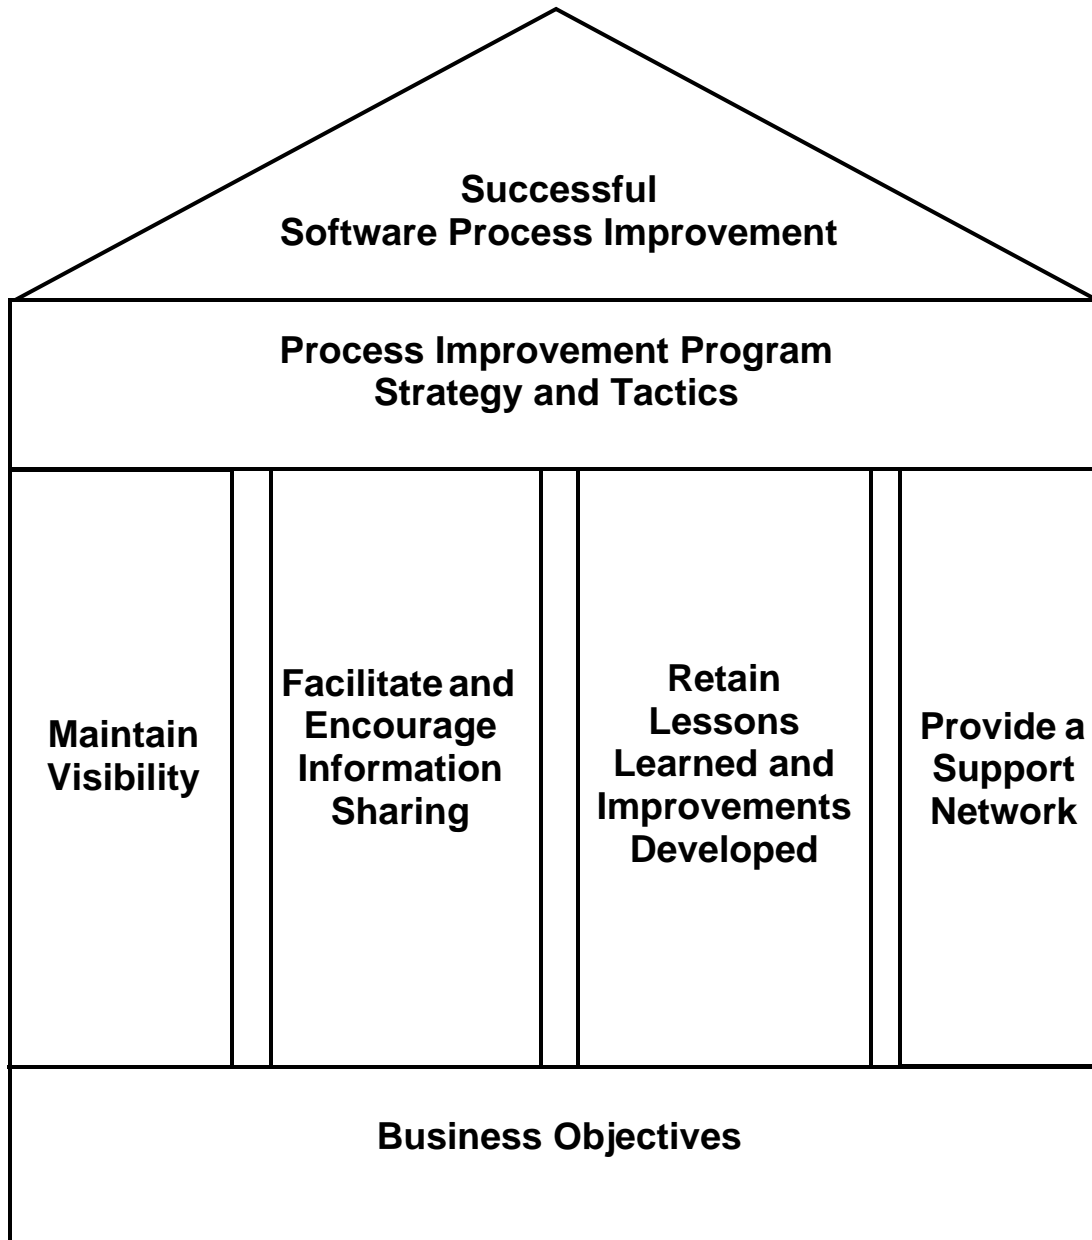 Successful
Software Process Improvement
Process Improvement Program
Strategy and Tactics
Maintain
Visibility
Facilitate and
Encourage
Information
Sharing
Retain
Lessons
Learned and
Improvements
Developed
Provide a
Support
Network
Business Objectives